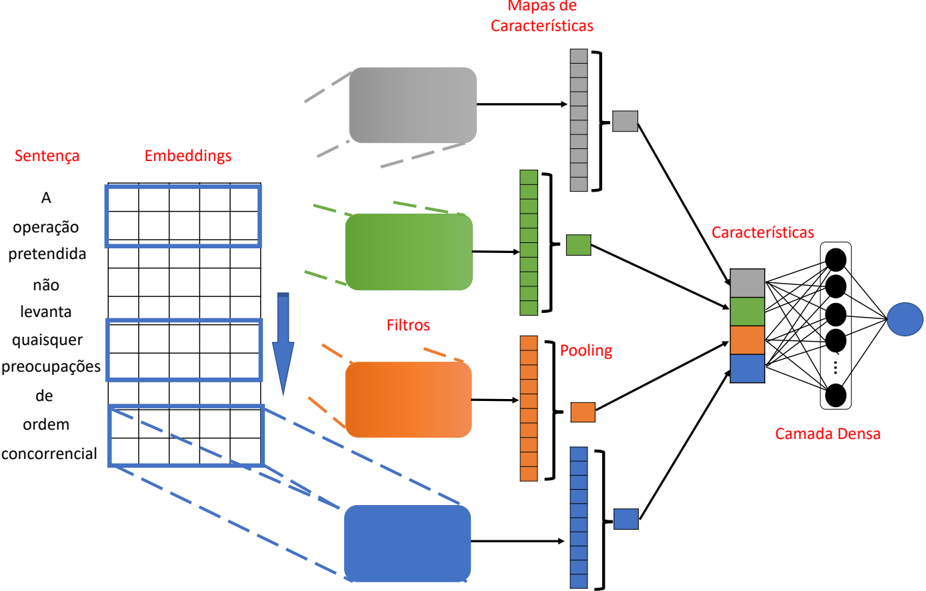 Mapas de
Características
Sentença
Embeddings
A
operação
pretendida
não
levanta
quaisquer
preocupações
de
ordem
concorrencial
Filtros
Pooling
Características
Camada Densa